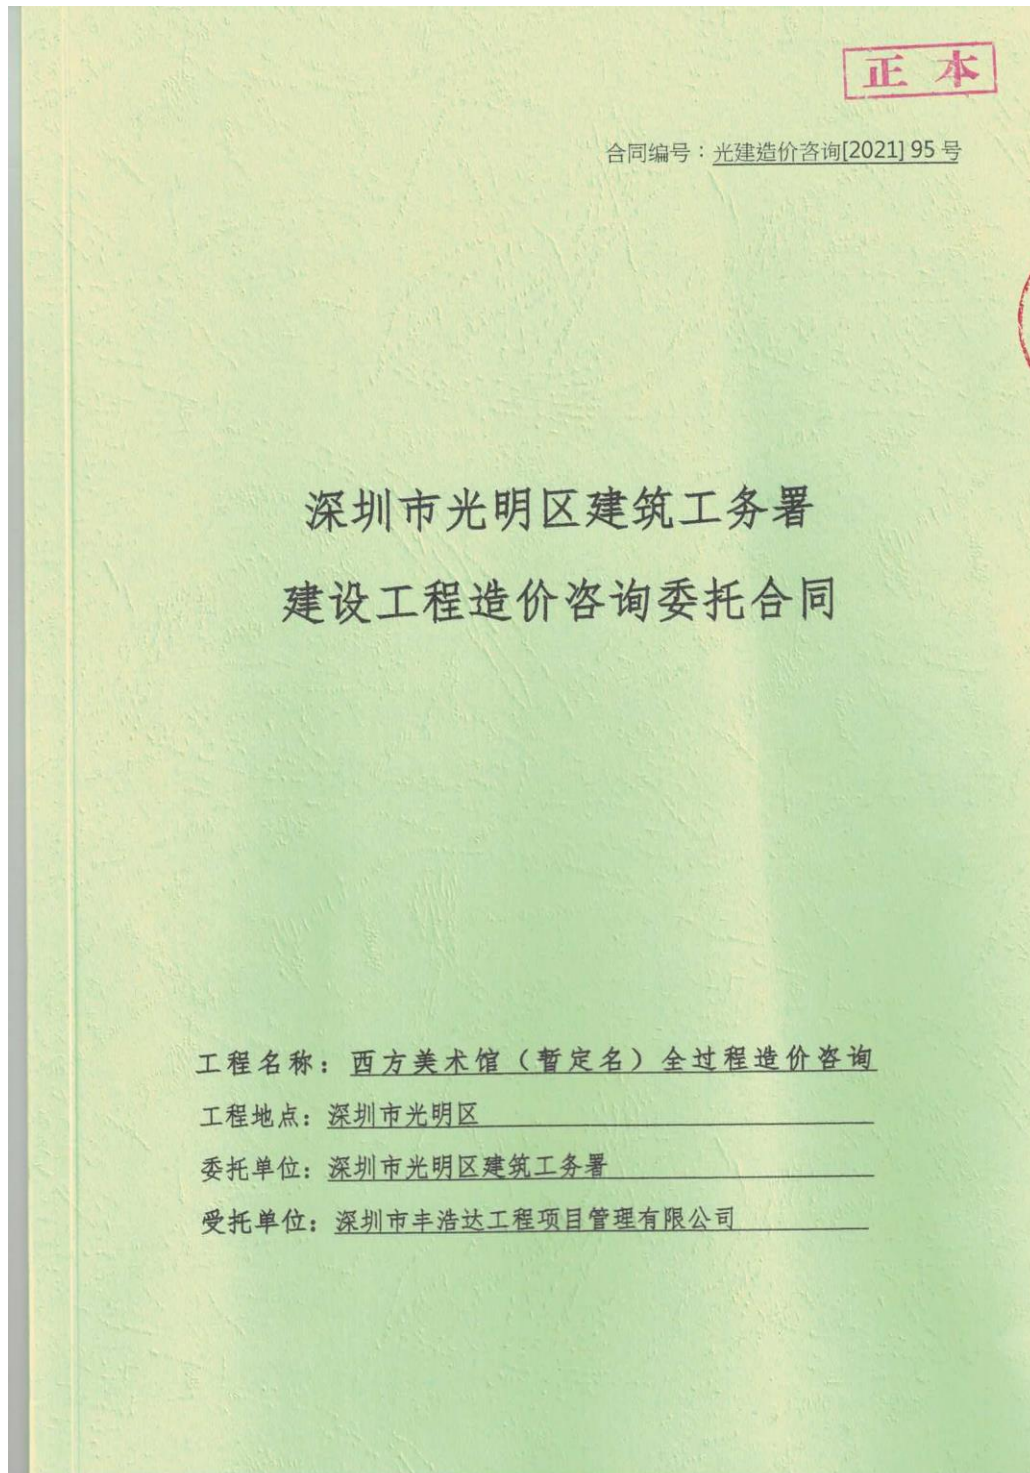 正 本
合同编号：光建造价咨询[2021] 95 号
深圳市光明区建筑工务署
建设工程造价咨询委托合同
工程名称：西方美术馆（暂定名）全过程造价咨询
工程地点：深圳市光明区
委托单位：深圳市光明区建筑工务署
受托单位：深圳市丰浩达工程项目管理有限公司